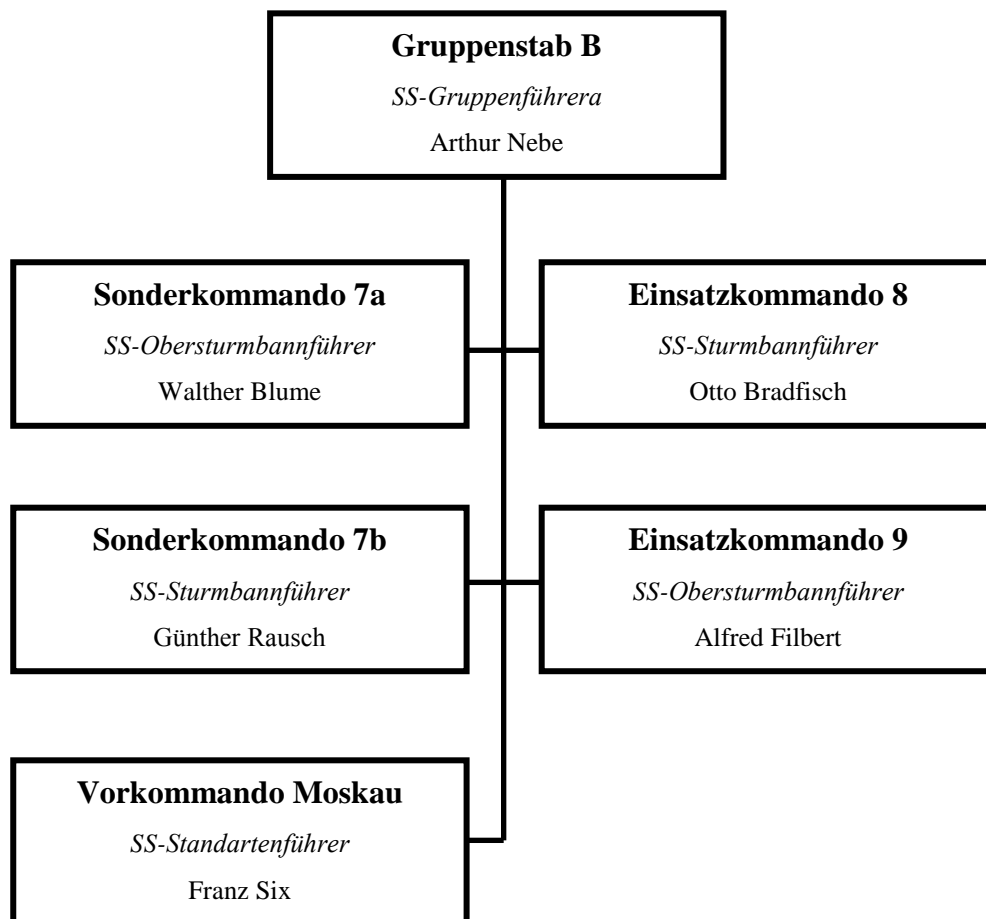 Gruppenstab B
SS-Gruppenführera
Arthur Nebe
Sonderkommando 7a
SS-Obersturmbannführer
Walther Blume
Einsatzkommando 8
SS-Sturmbannführer
Otto Bradfisch
Sonderkommando 7b
SS-Sturmbannführer
Günther Rausch
Einsatzkommando 9
SS-Obersturmbannführer
Alfred Filbert
Vorkommando Moskau
SS-Standartenführer
Franz Six